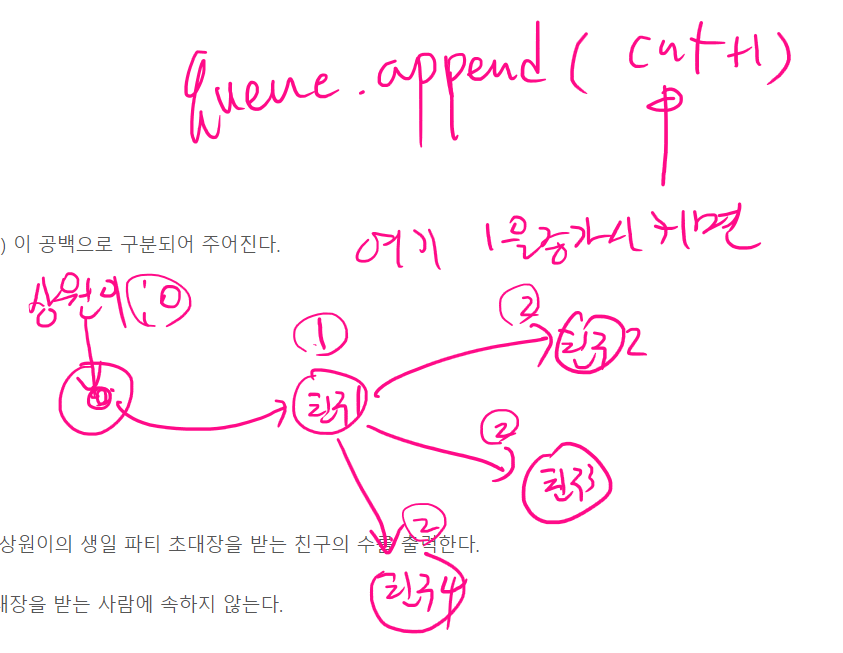 Queue.append( cnt+1)
) 이 공백으로 구분되어 주어진다.
여기 1을증가시키면
상원이:0
0
1
2
친구2
친구1
2
친구3
2
상원이의 생일 파티 초대장을 받는 친구의 수를 출력한다.
친구4
대장을 받는 사람에 속하지 않는다.